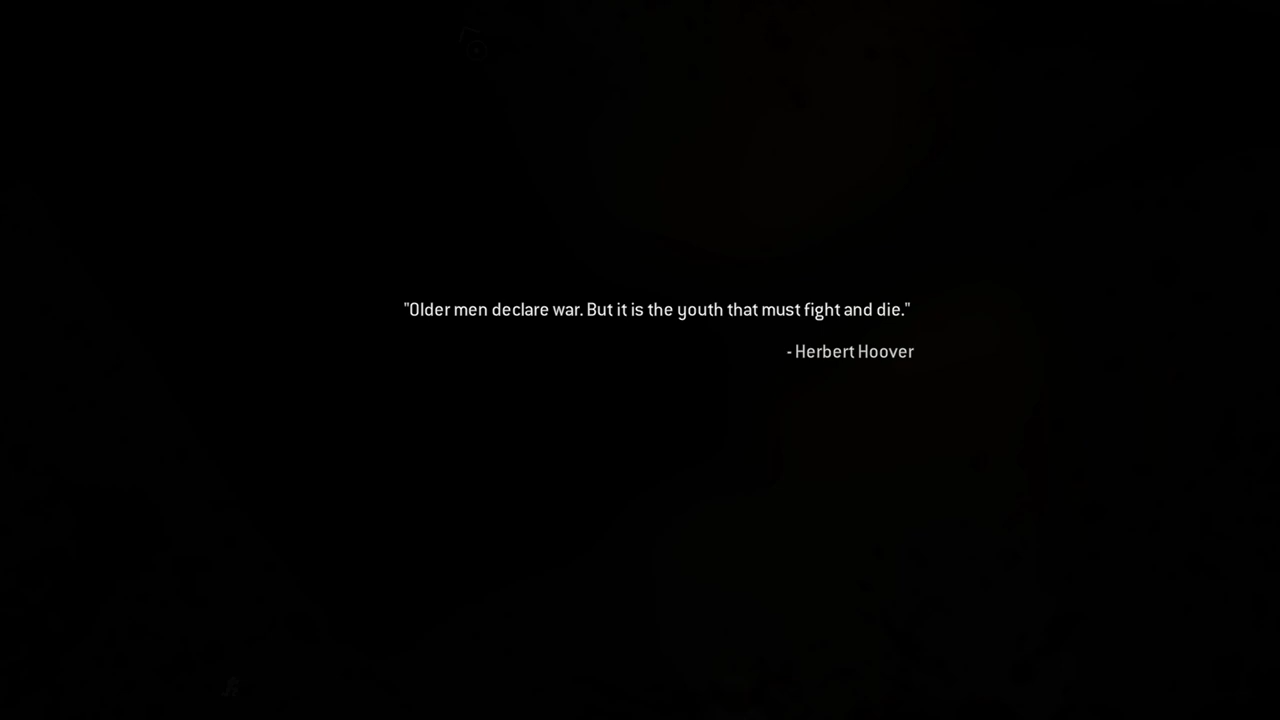 "Older men declare war. But it is the youth that must fight and die."
- Herbert Hoover